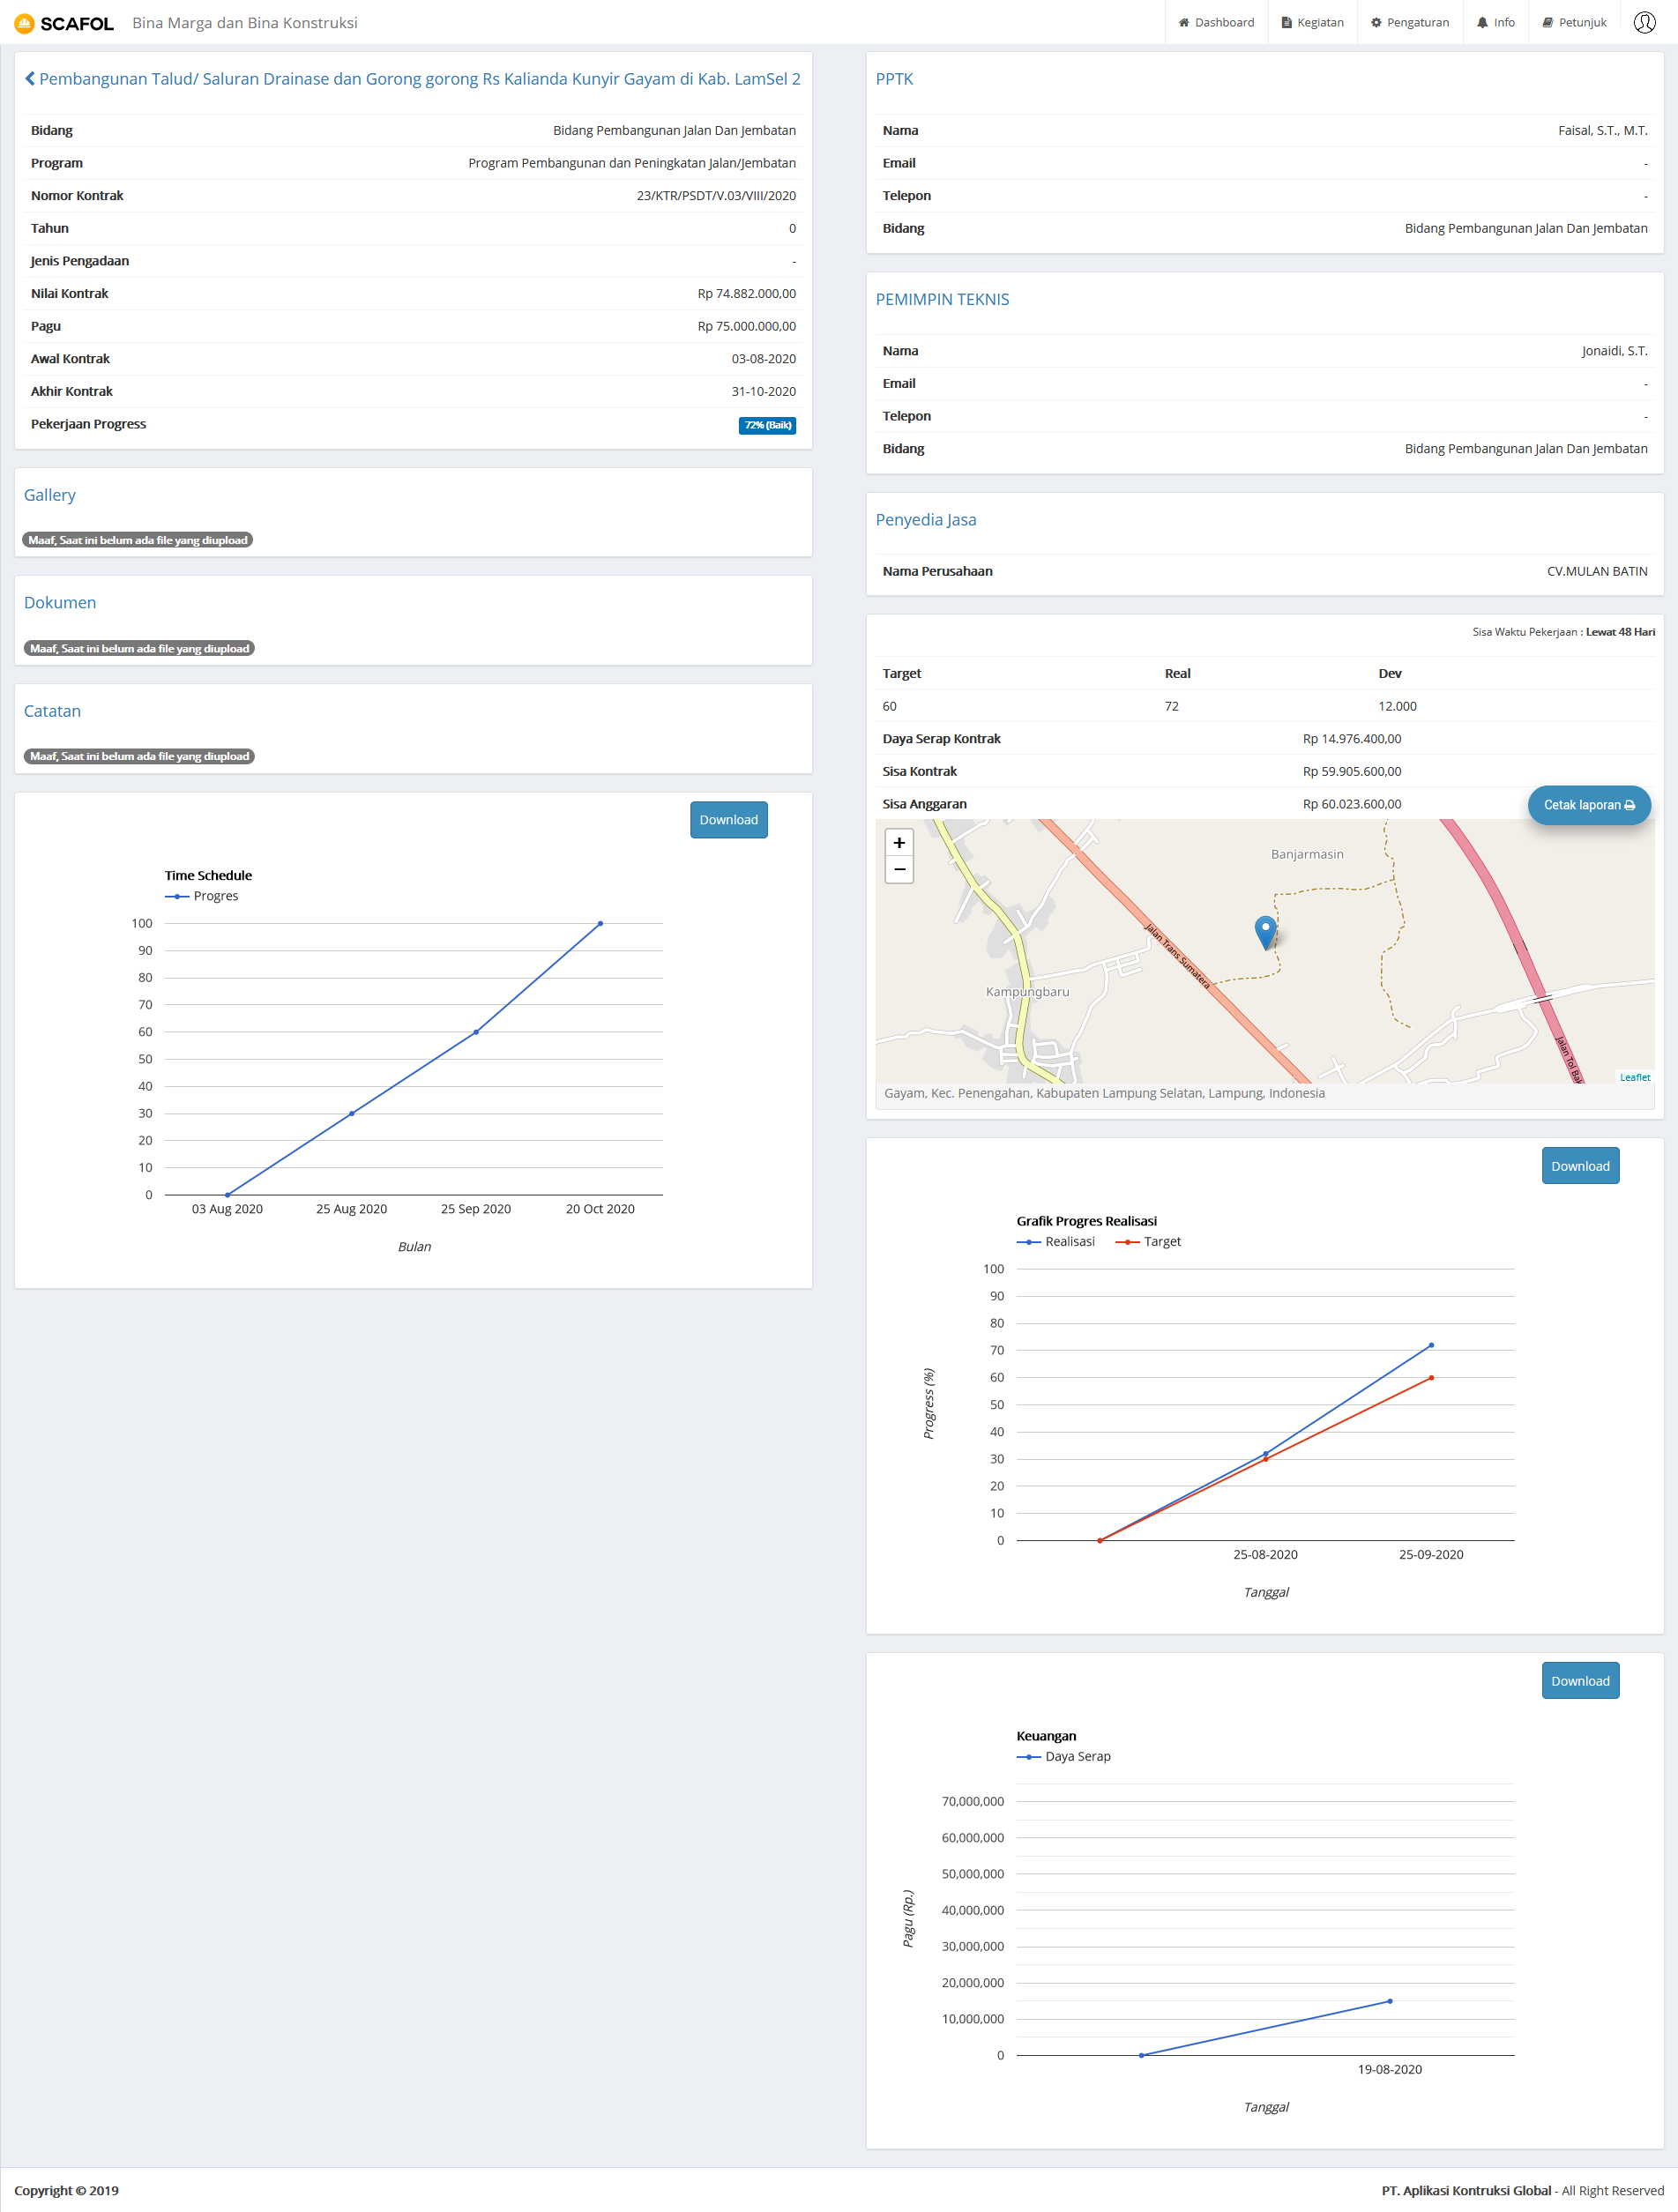 SCAFOL
Bina Marga dan Bina Konstruksi
Dashboard
Kegiatan
Pengaturan
Info
Petunjuk
Pembangunan Talud/ Saluran Drainase dan Gorong gorong Rs Kalianda Kunyir Gayam di Kab. LamSel 2
Bidang Bidang Pembangunan Jalan Dan Jembatan
Program Program Pembangunan dan Peningkatan Jalan/Jembatan
Nomor Kontrak 23/KTR/PSDT/V.03/VIII/2020
Tahun 0
Jenis Pengadaan -
Nilai Kontrak Rp 74.882.000,00
Pagu Rp 75.000.000,00
Awal Kontrak 03-08-2020
Akhir Kontrak 31-10-2020
Pekerjaan Progress 72% (Baik)
Gallery
Maaf, Saat ini belum ada file yang diupload
Dokumen
Maaf, Saat ini belum ada file yang diupload
Catatan
Maaf, Saat ini belum ada file yang diupload
Download
Time Schedule
Progres
100
90
80
70
60
50
40
30
20
10
0
03 Aug 2020 25 Aug 2020 25 Sep 2020 20 Oct 2020
Bulan
PPTK
Nama Faisal, S.T., M.T.
Email -
Telepon -
Bidang Bidang Pembangunan Jalan Dan Jembatan
PEMIMPIN TEKNIS
Nama Jonaidi, S.T.
Email -
Telepon -
Bidang Bidang Pembangunan Jalan Dan Jembatan
Penyedia Jasa
Nama Perusahaan CV.MULAN BATIN
Sisa Waktu Pekerjaan : Lewat 48 Hari
Target Real Dev
60 72 12.000
Daya Serap Kontrak Rp 14.976.400,00
Sisa Kontrak Rp 59.905.600,00
Sisa Anggaran Rp 60.023.600,00
Cetak laporan
+
−
Banjarmasin
Jalan Trans Sumatera
Kampungbaru
Jalan Tol Bak
Leaflet
Gayam, Kec. Penengahan, Kabupaten Lampung Selatan, Lampung, Indonesia
Download
Grafik Progres Realisasi
Realisasi Target
100
90
80
70
60
50
40
30
20
10
0
Progress (%)
25-08-2020 25-09-2020
Tanggal
Download
Keuangan
Daya Serap
70,000,000
60,000,000
50,000,000
40,000,000
30,000,000
20,000,000
10,000,000
0
Pagu (Rp.)
19-08-2020
Tanggal
Copyright © 2019
PT. Aplikasi Kontruksi Global - All Right Reserved